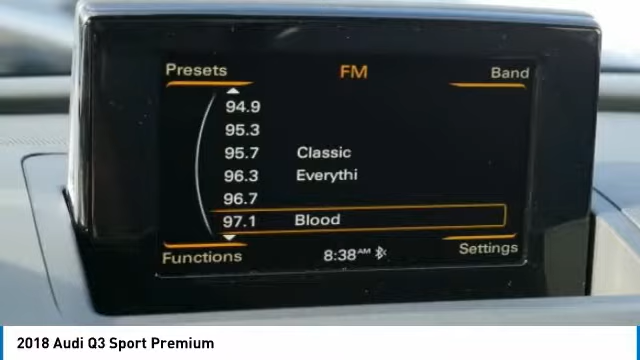 Presets FM Band
94.9
95.3
95.7 Classic
96.3 Everythi
96.7
97.1 Blood
Functions 8:38AM Settings
2018 Audi Q3 Sport Premium